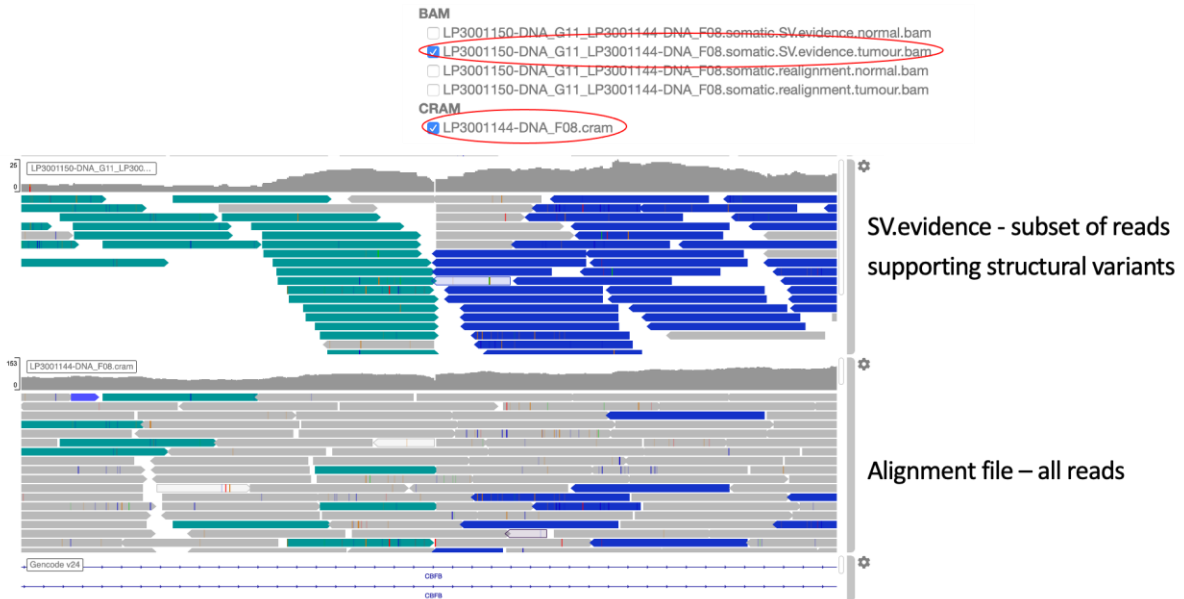 BAM
LP3001150-DNA_G11_LP3001144-DNA_F08.somatic.SV.evidence.normal.bam
LP3001150-DNA_G11_LP3001144-DNA_F08.somatic.SV.evidence.tumour.bam
LP3001150-DNA_G11_LP3001144-DNA_F08.somatic.realignment.normal.bam
LP3001150-DNA_G11_LP3001144-DNA_F08.somatic.realignment.tumour.bam
CRAM
LP3001144-DNA_F08.cram
25
0
LP3001150-DNA_G11_LP300...
SV.evidence - subset of reads
supporting structural variants
163
0
LP3001144-DNA_F08.cram
Alignment file – all reads
Gencode v24
CBFB
CBFB